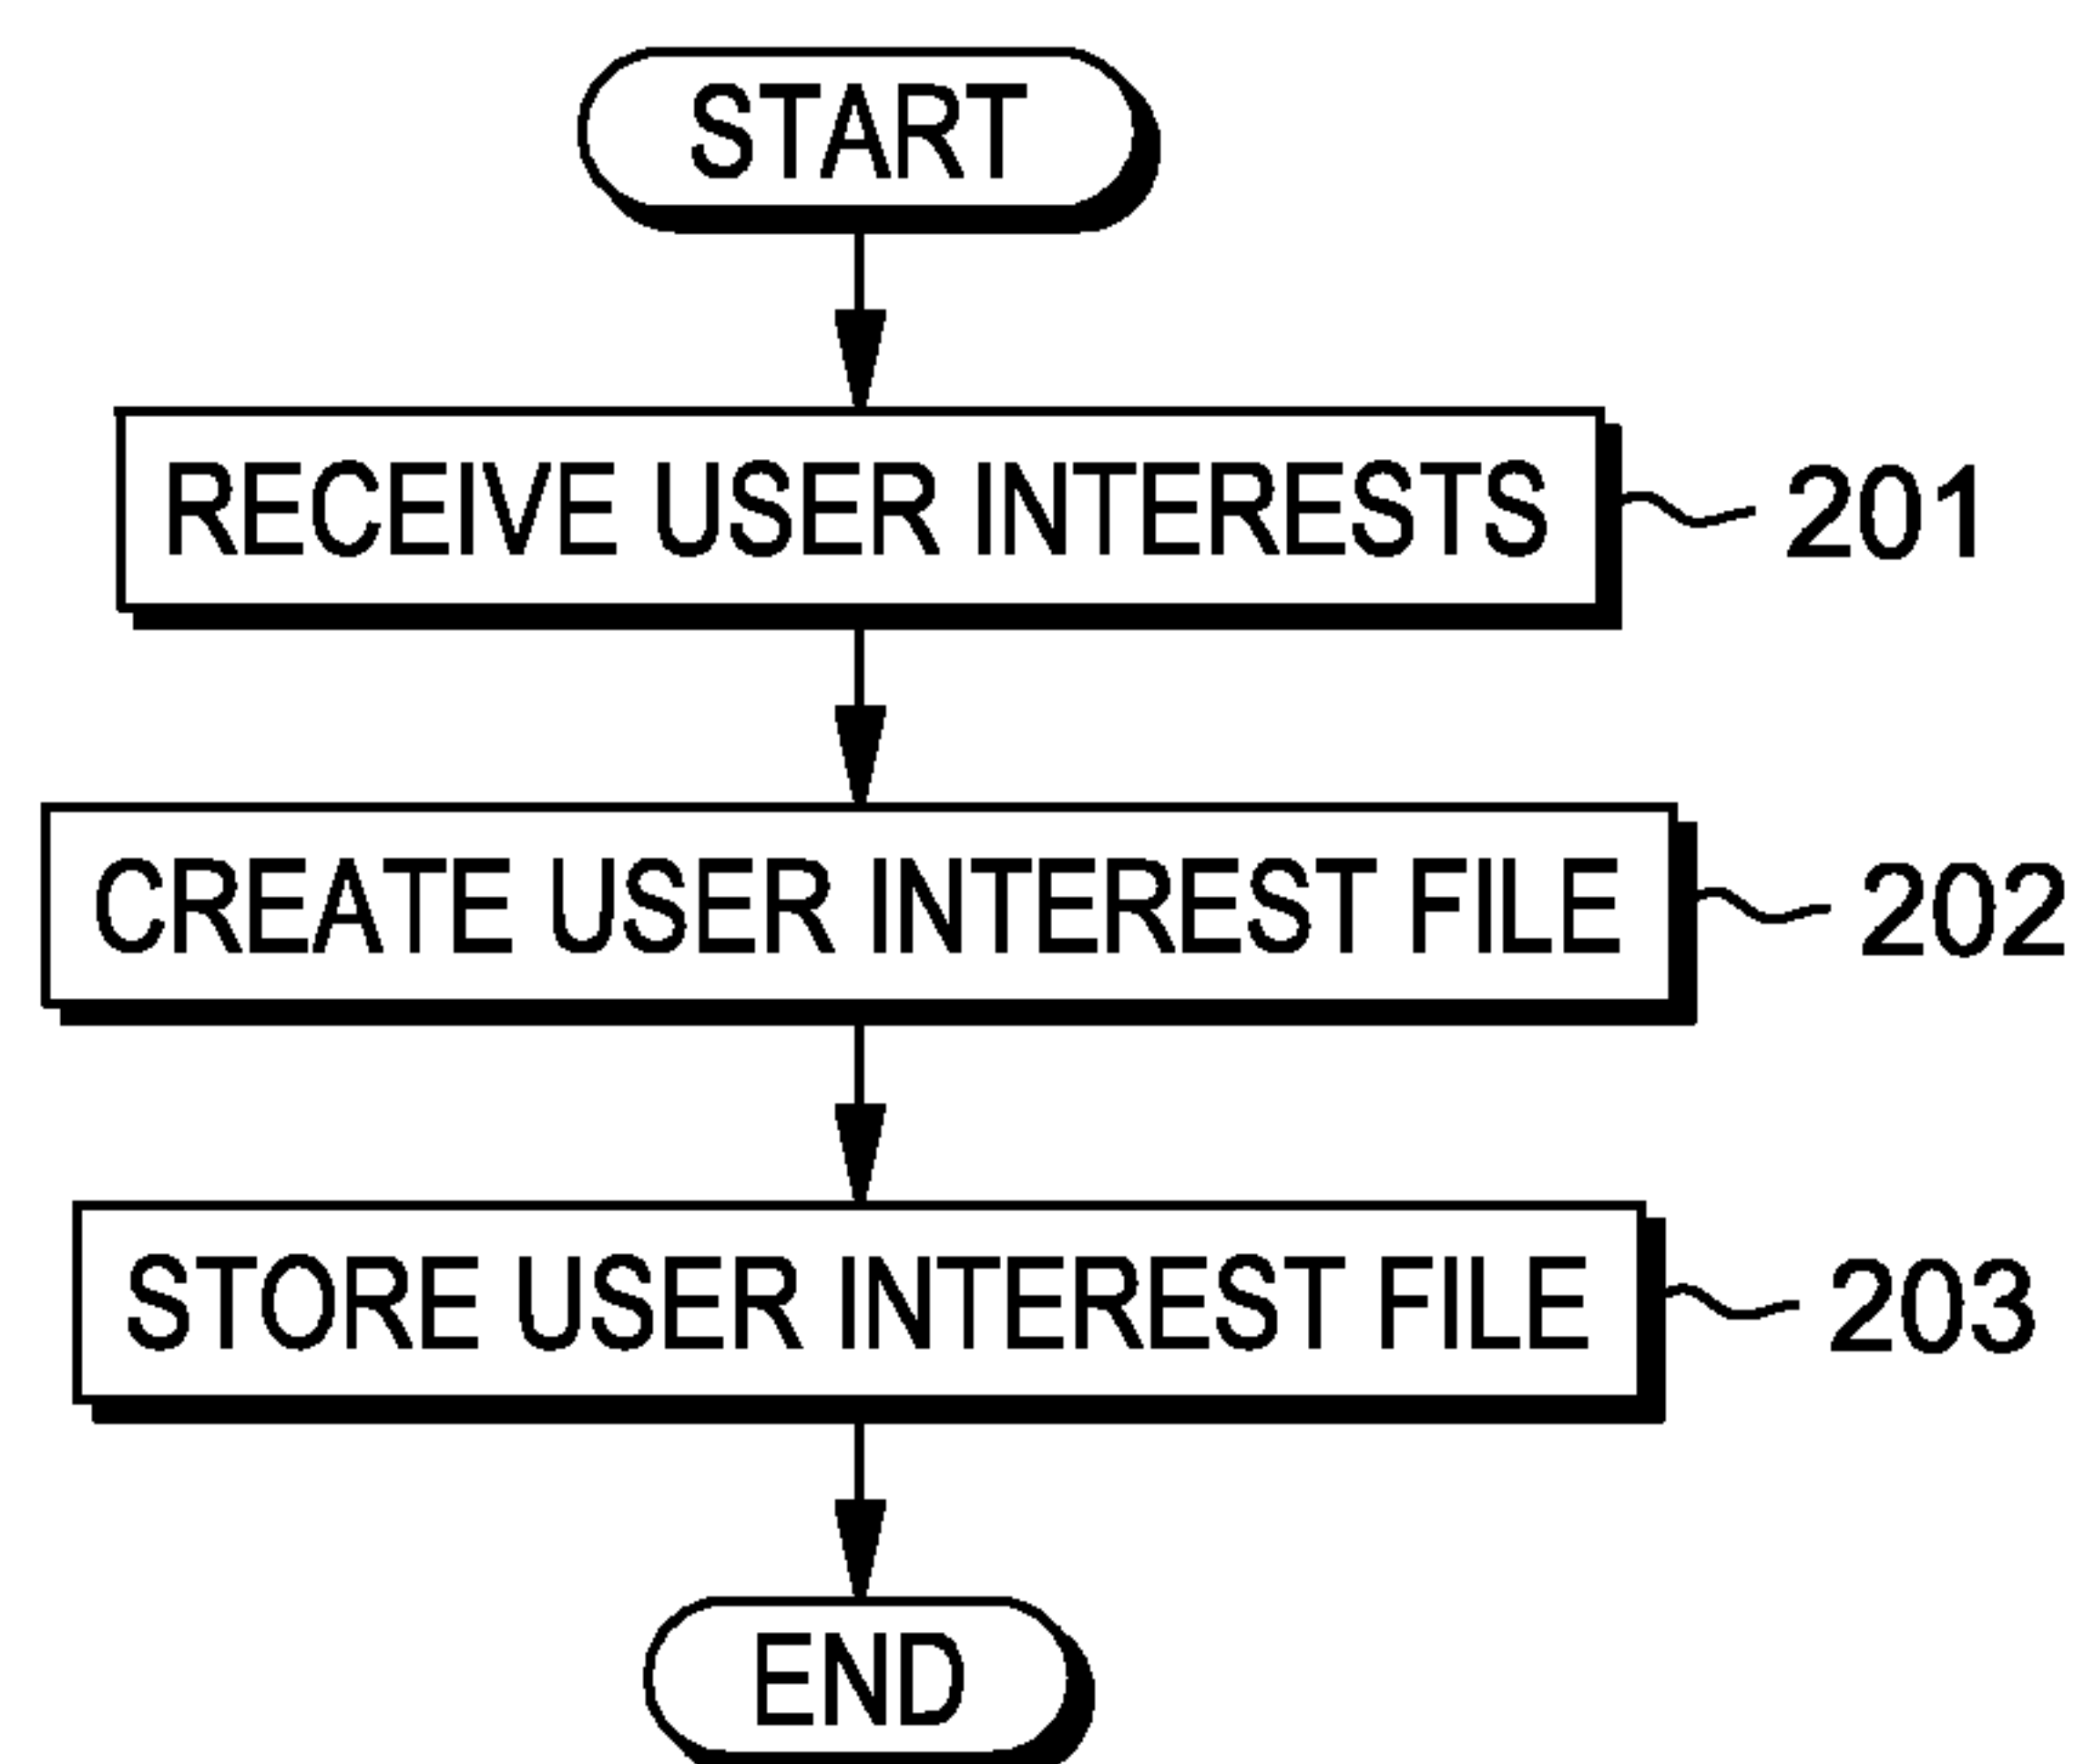 START
RECEIVE USER INTERESTS 201
CREATE USER INTEREST FILE 202
STORE USER INTEREST FILE 203
END